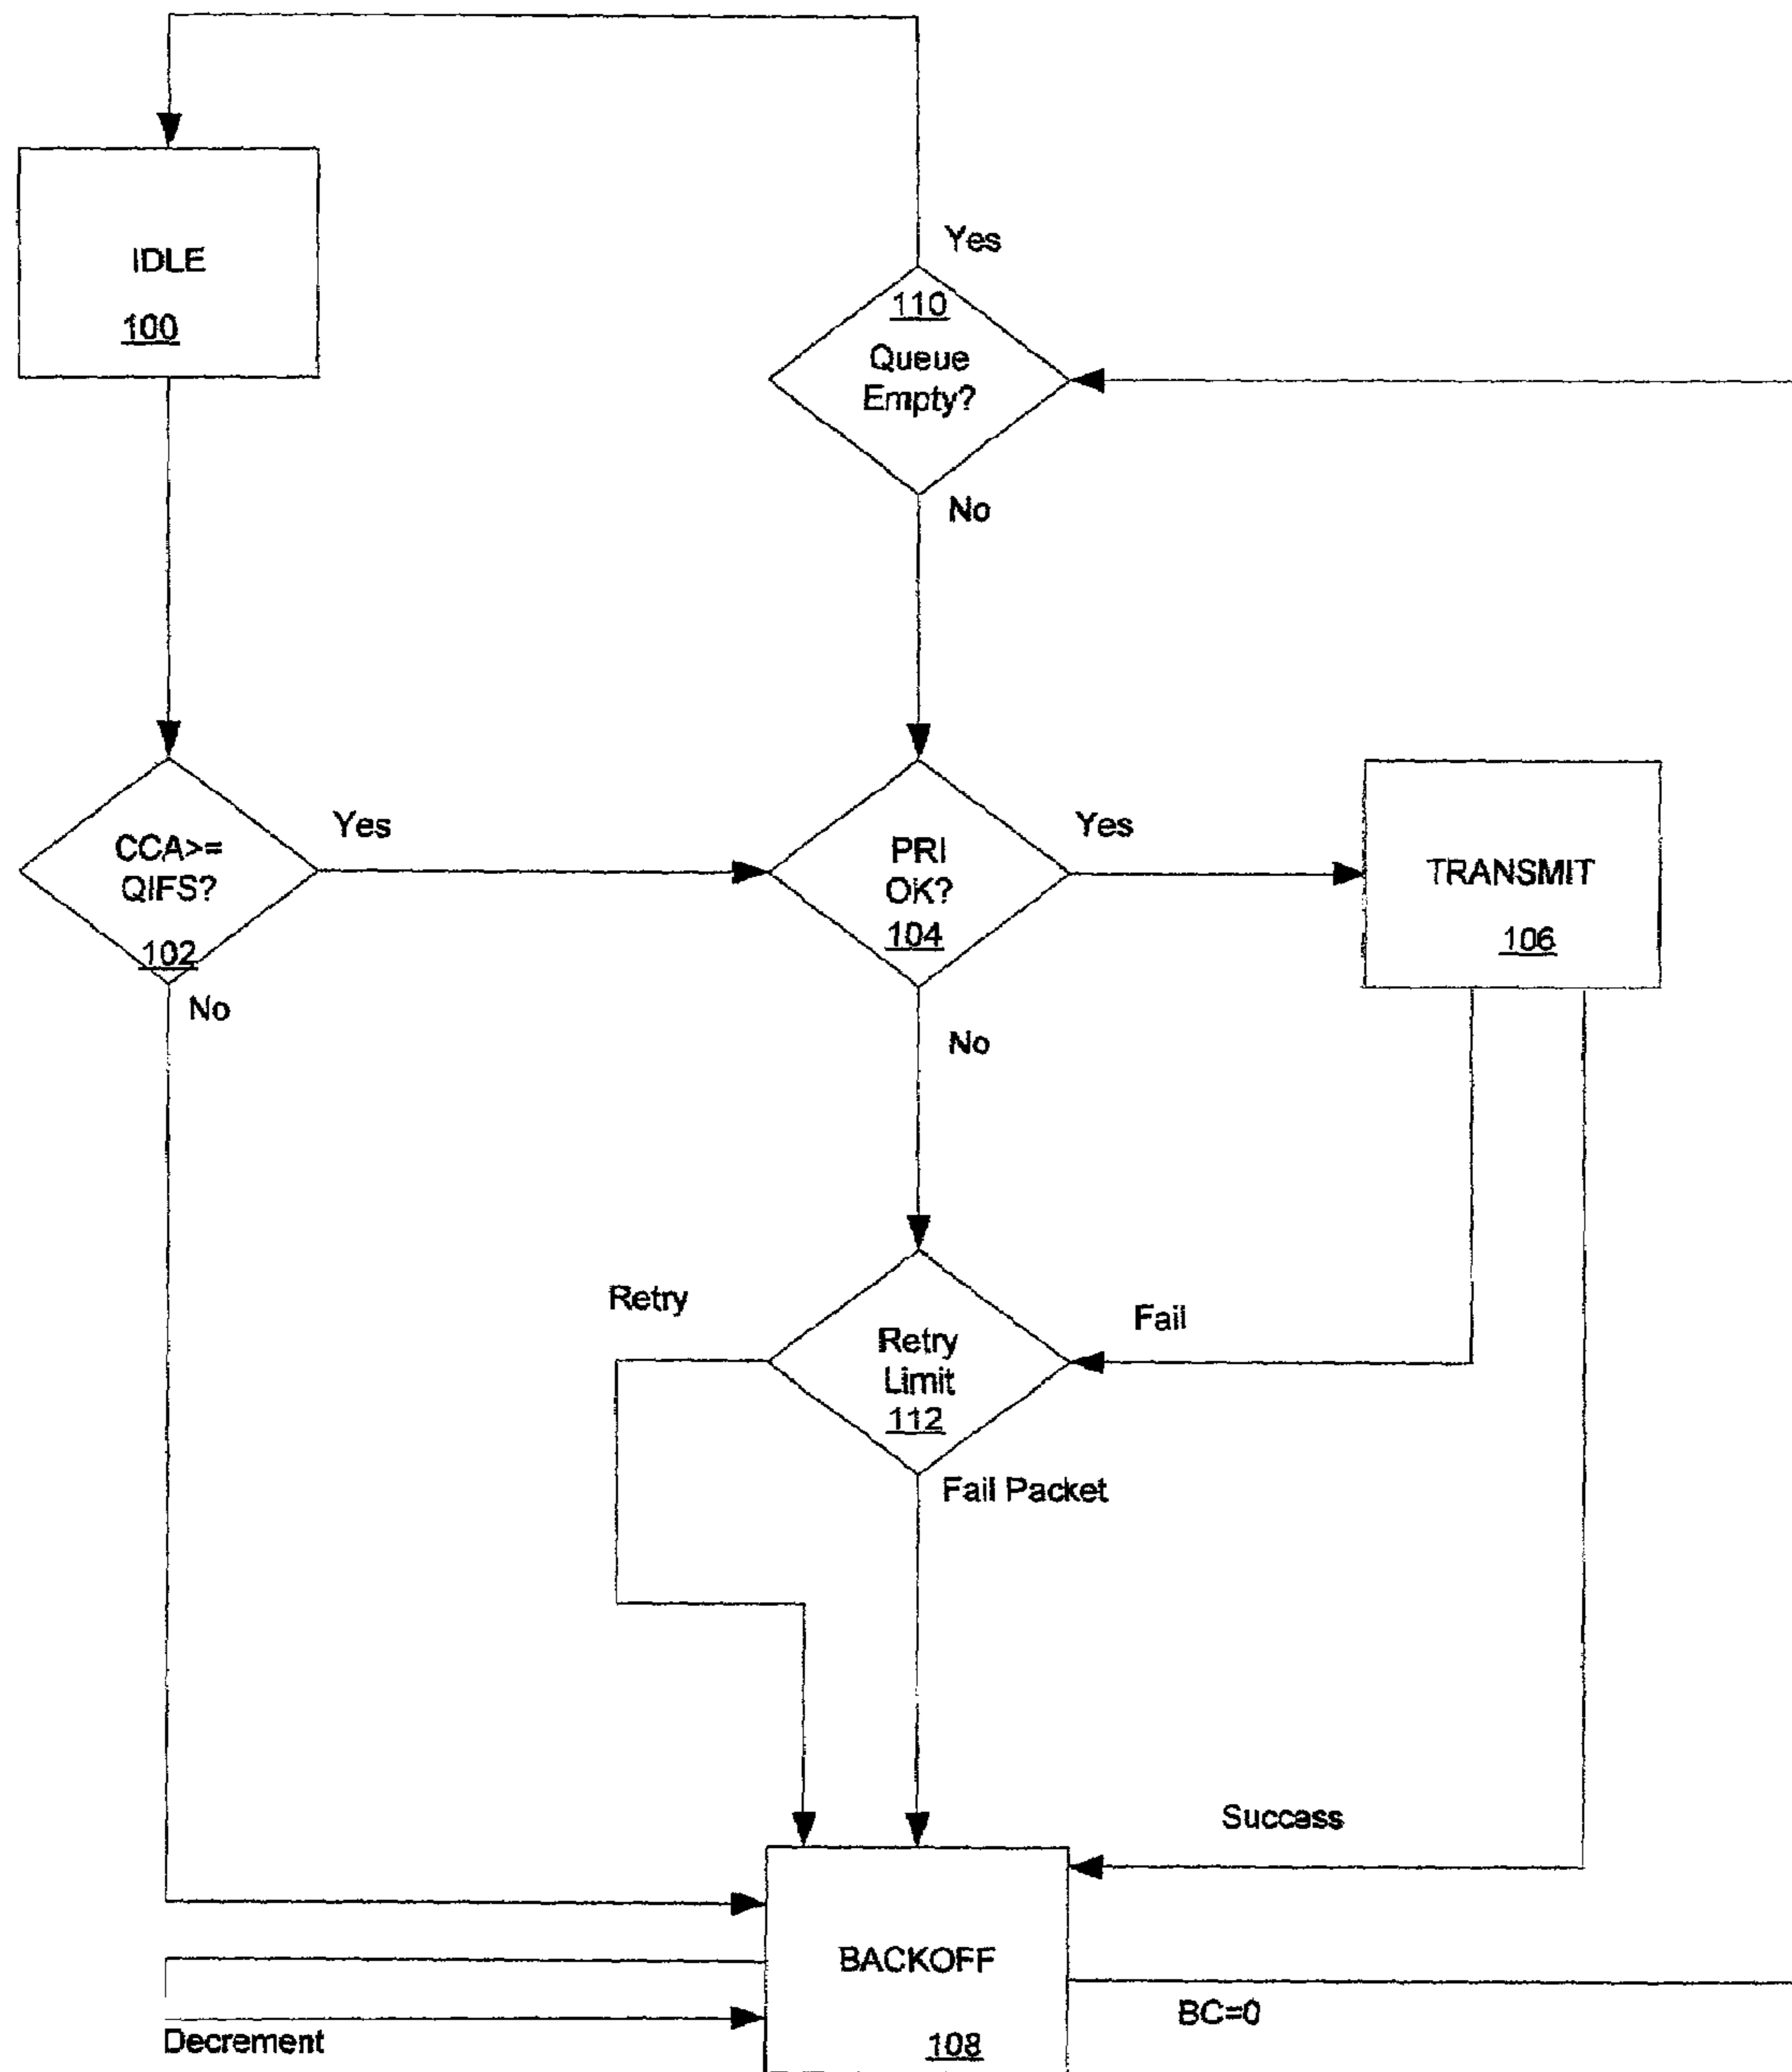 IDLE
100
Yes
110
Queue
Empty?
No
CCA>=
QIFS?
102
Yes
No
PRI
OK?
104
Yes
No
TRANSMIT
106
Retry
Retry
Limit
112
Fail
Fail Packet
Success
BACKOFF
108
BC=0
Decrement